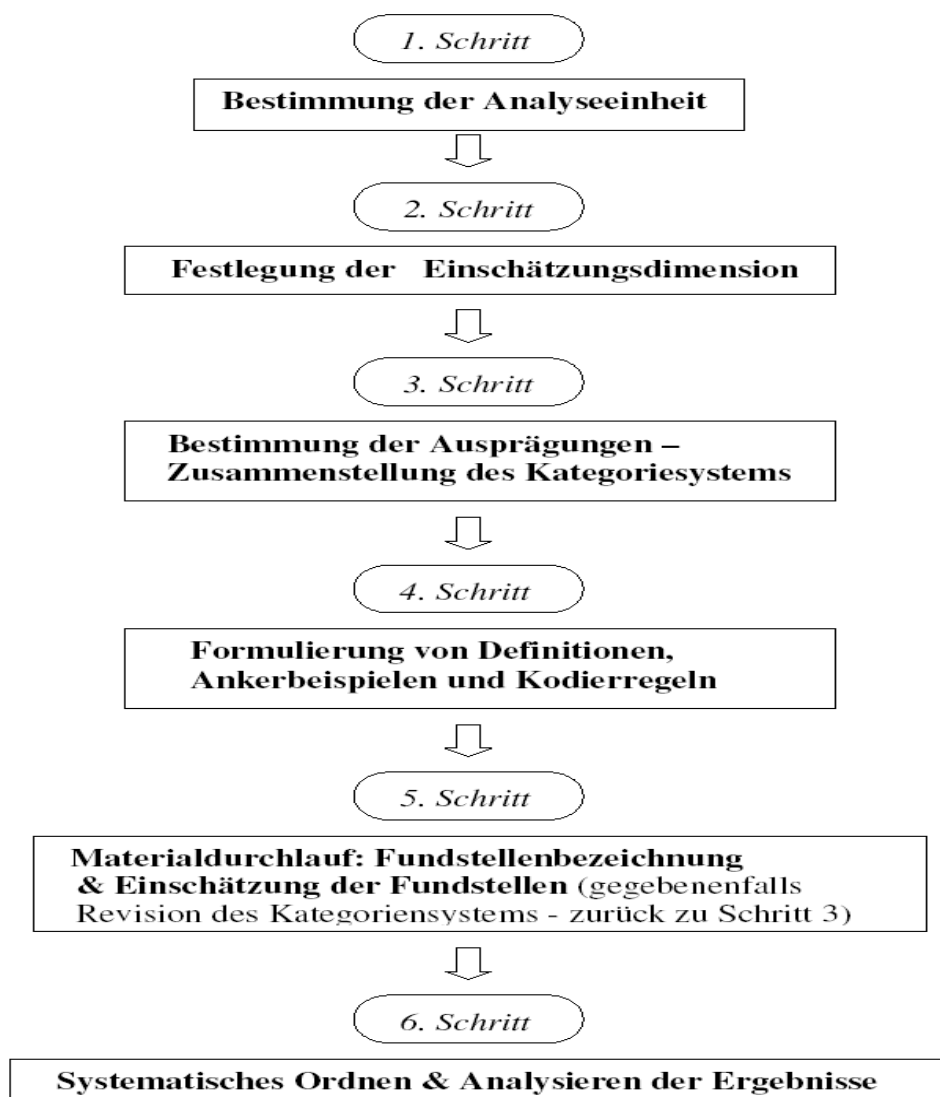 1. Schritt
Bestimmung der Analyseeinheit
2. Schritt
Festlegung der Einschätzungsdimension
3. Schritt
Bestimmung der Ausprägungen –
Zusammenstellung des Kategoriesystems
4. Schritt
Formulierung von Definitionen,
Ankerbeispielen und Kodierregeln
5. Schritt
Materialdurchlauf: Fundstellenbezeichnung
& Einschätzung der Fundstellen (gegebenenfalls
Revision des Kategoriensystems - zurück zu Schritt 3)
6. Schritt
Systematisches Ordnen & Analysieren der Ergebnisse